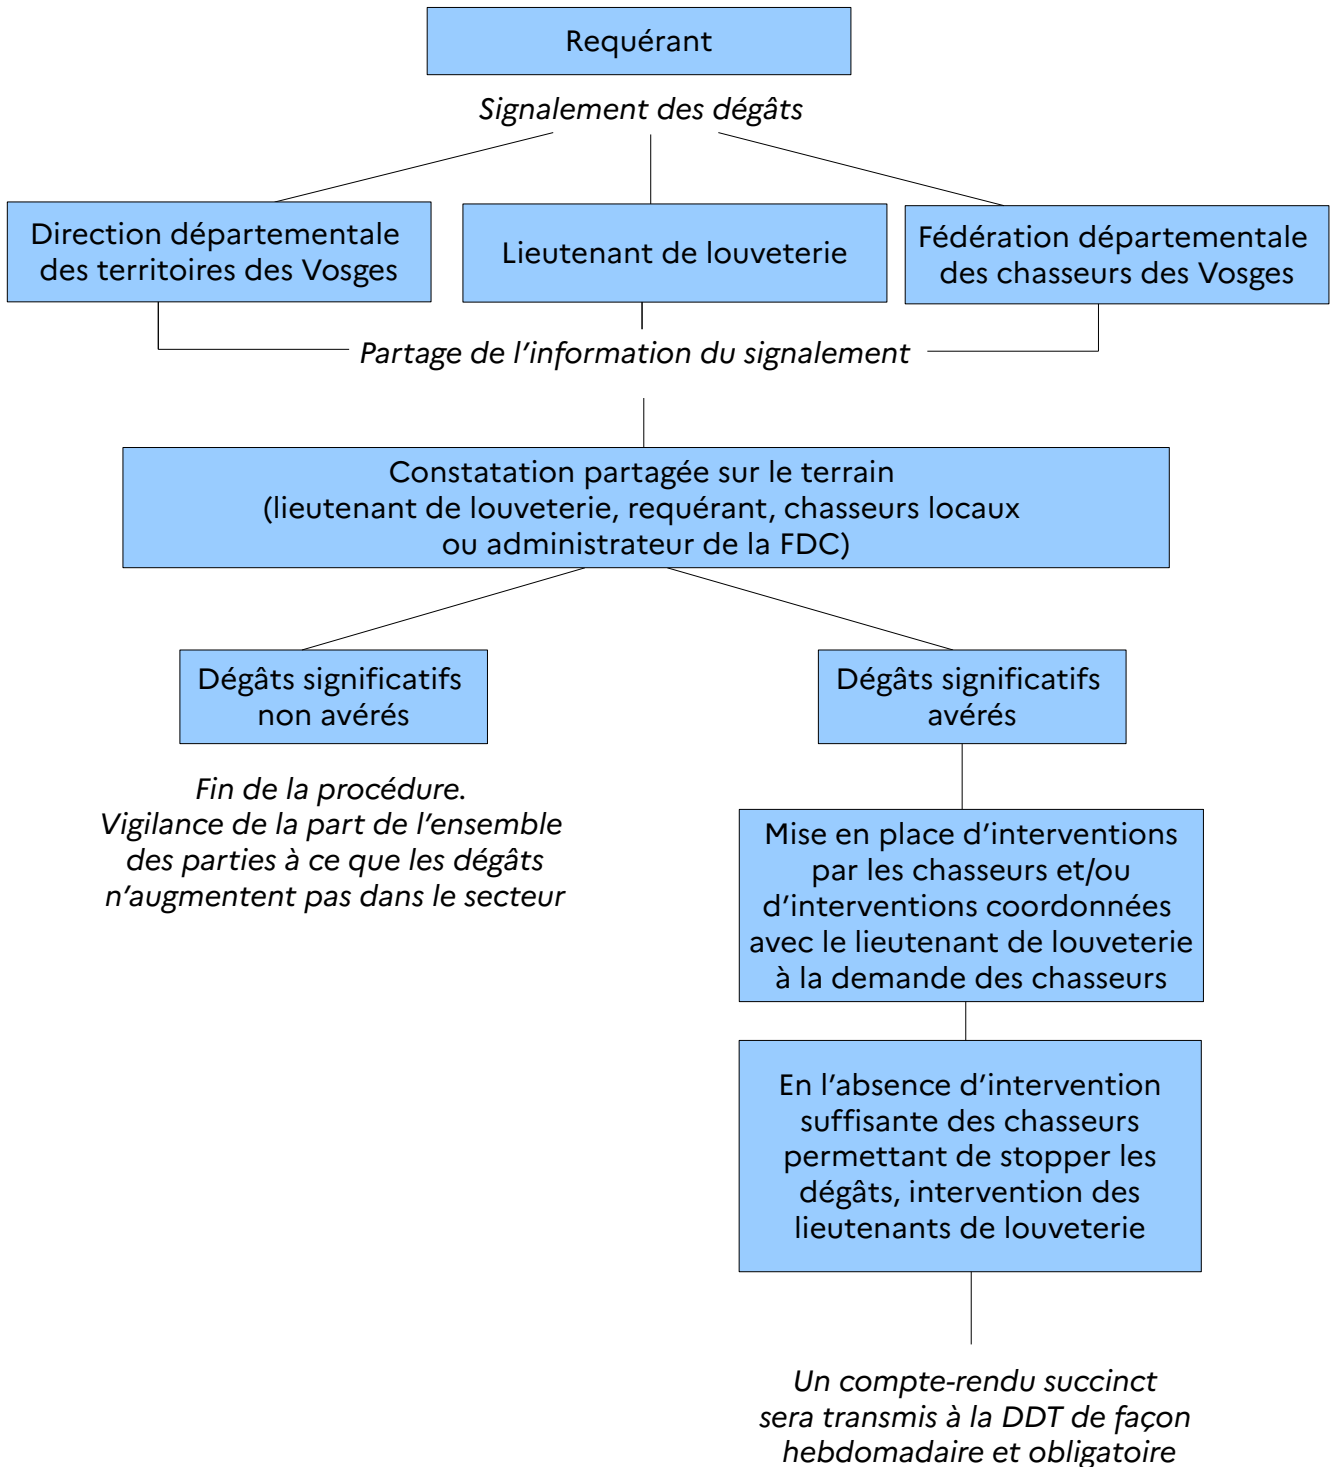 Requérant
Signalement des dégâts
Direction départementale
des territoires des Vosges
Lieutenant de louveterie
Fédération départementale
des chasseurs des Vosges
Partage de l’information du signalement
Constatation partagée sur le terrain
(lieutenant de louveterie, requérant, chasseurs locaux
ou administrateur de la FDC)
Dégâts significatifs
non avérés
Fin de la procédure.
Vigilance de la part de l’ensemble
des parties à ce que les dégâts
n’augmentent pas dans le secteur
Dégâts significatifs
avérés
Mise en place d’interventions
par les chasseurs et/ou
d’interventions coordonnées
avec le lieutenant de louveterie
à la demande des chasseurs
En l’absence d’intervention
suffisante des chasseurs
permettant de stopper les
dégâts, intervention des
lieutenants de louveterie
Un compte-rendu succinct
sera transmis à la DDT de façon
hebdomadaire et obligatoire